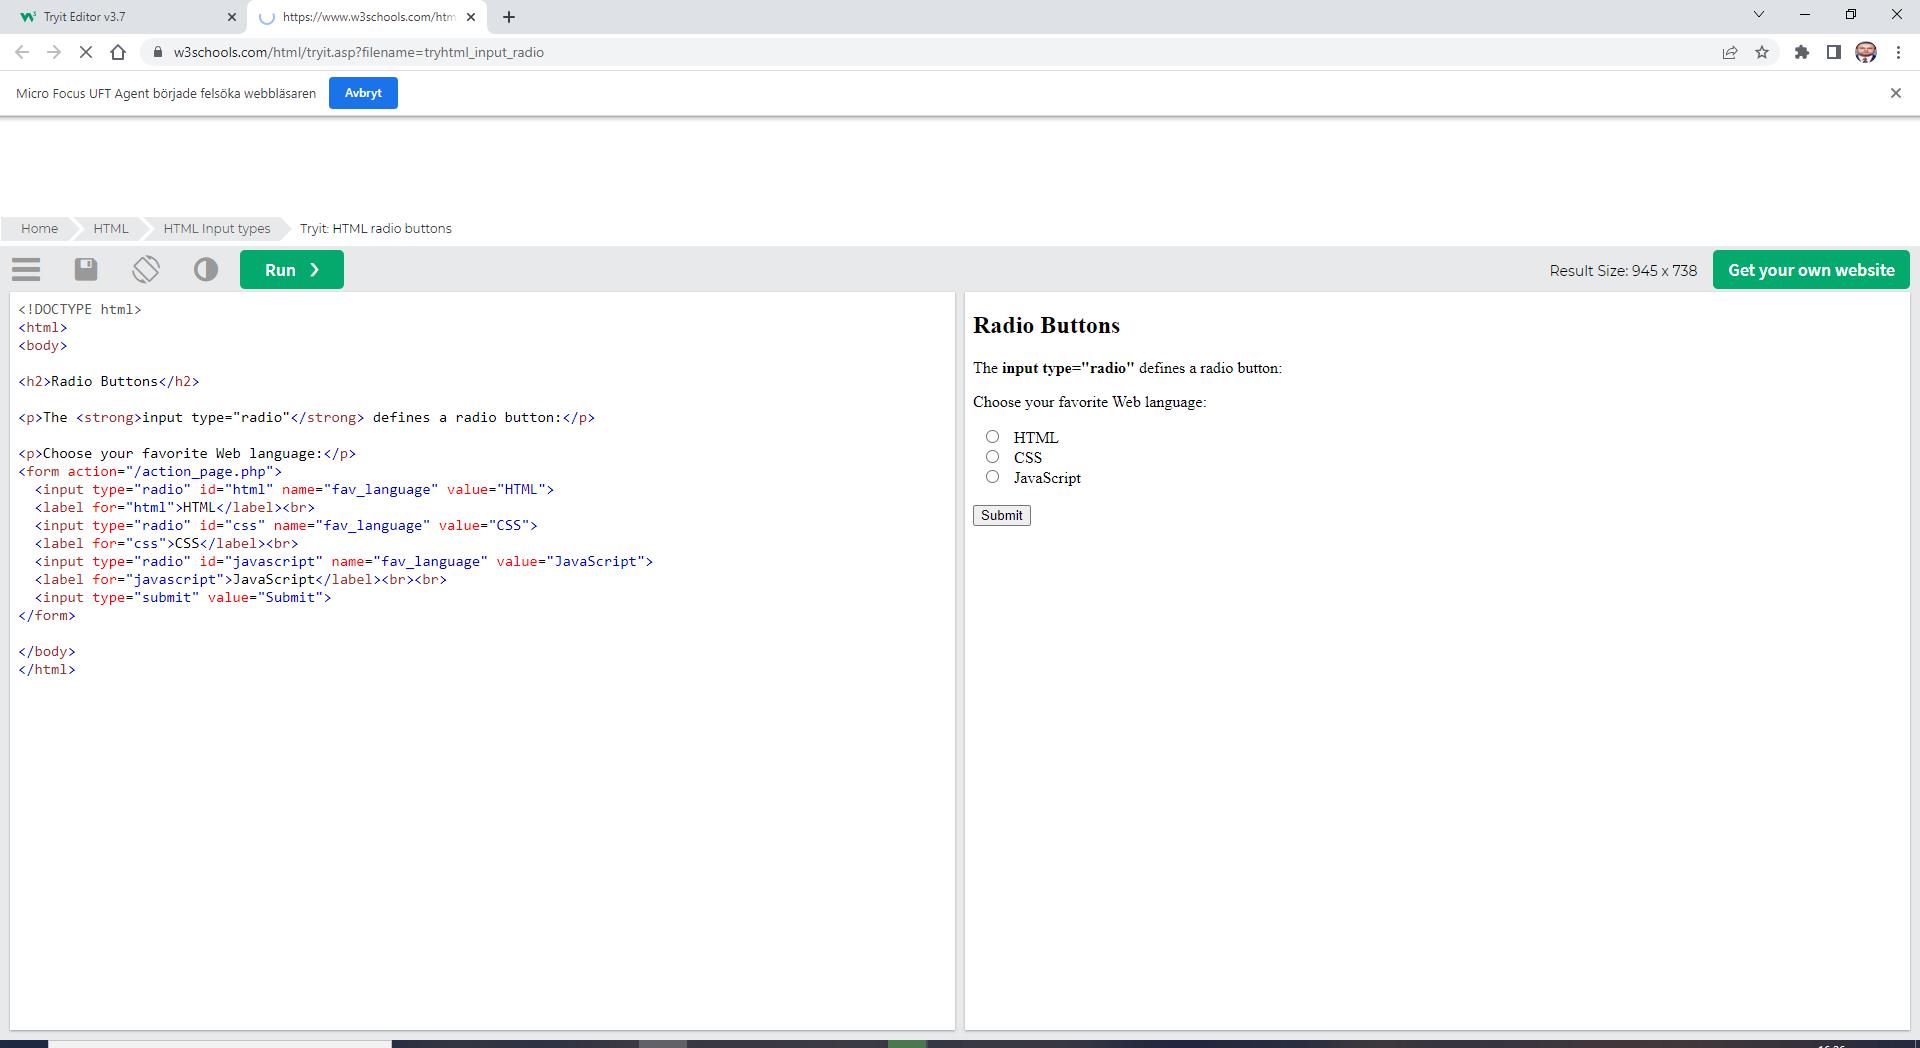 Tryit Editor v3.7
https://www.w3schools.com/htm
w3schools.com/html/tryit.asp?filename=tryhtml_input_radio
Micro Focus UFT Agent började felsöka webbläsaren
Avbryt
Home
HTML
HTML Input types
Tryit: HTML radio buttons
Run ❯
Result Size: 945 x 738
Get your own website
<!DOCTYPE html>
<html>
<body>
<h2>Radio Buttons</h2>
<p>The <strong>input type="radio"</strong> defines a radio button:</p>
<p>Choose your favorite Web language:</p>
<form action="/action_page.php">
<input type="radio" id="html" name="fav_language" value="HTML">
<label for="html">HTML</label><br>
<input type="radio" id="css" name="fav_language" value="CSS">
<label for="css">CSS</label><br>
<input type="radio" id="javascript" name="fav_language" value="JavaScript">
<label for="javascript">JavaScript</label><br><br>
<input type="submit" value="Submit">
</form>
</body>
</html>
Radio Buttons
The input type="radio" defines a radio button:
Choose your favorite Web language:
HTML
CSS
JavaScript
Submit